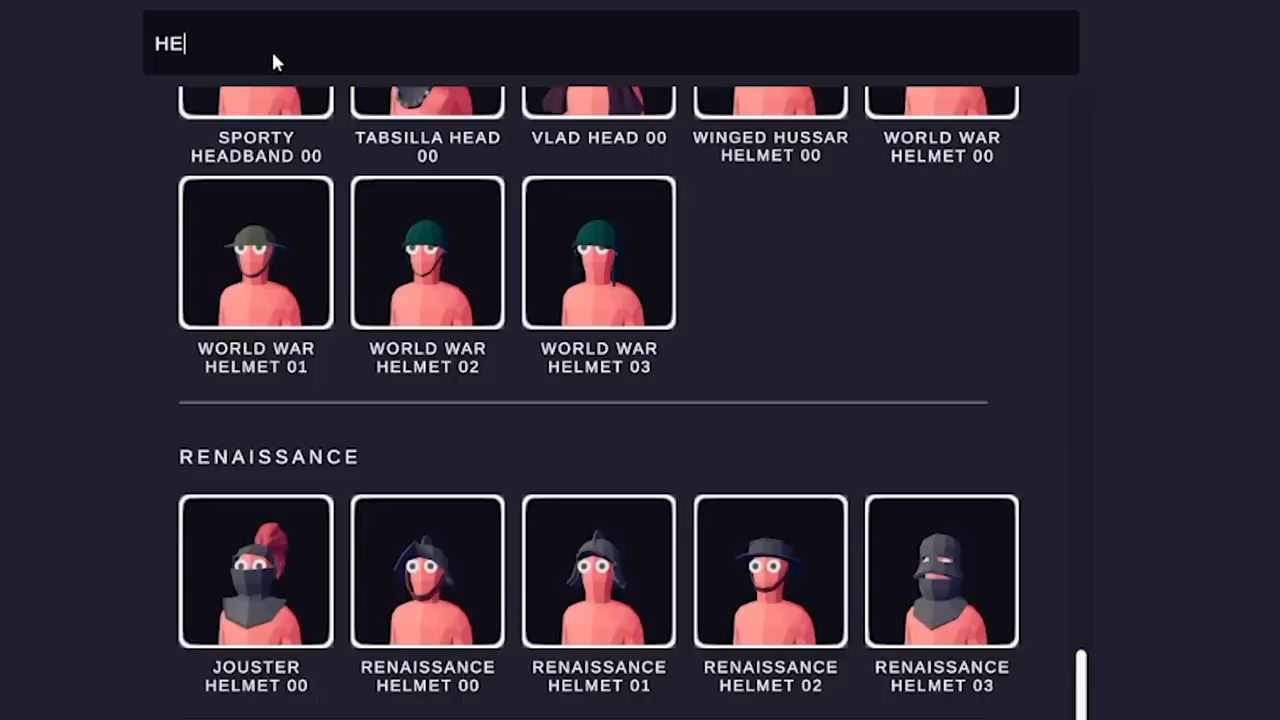 HE
SPORTY HEADBAND 00
TABSILLA HEAD 00
VLAD HEAD 00
WINGED HUSSAR HELMET 00
WORLD WAR HELMET 00
WORLD WAR HELMET 01
WORLD WAR HELMET 02
WORLD WAR HELMET 03
RENAISSANCE
JOUSTER HELMET 00
RENAISSANCE HELMET 00
RENAISSANCE HELMET 01
RENAISSANCE HELMET 02
RENAISSANCE HELMET 03